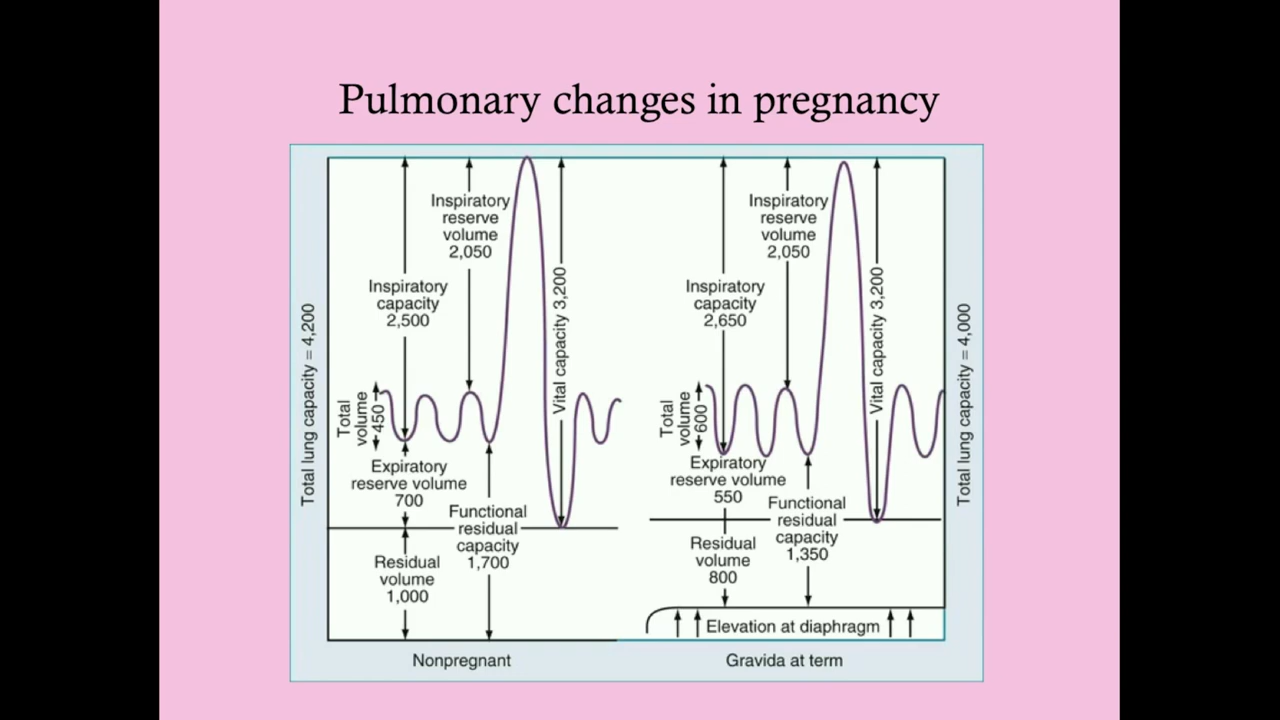 Pulmonary changes in pregnancy
Total lung capacity = 4,200
Inspiratory
reserve
volume
2,050
Inspiratory
capacity
2,500
Vital capacity 3,200
Total
volume
450
Expiratory
reserve volume
700
Functional
residual
capacity
1,700
Residual
volume
1,000
Nonpregnant
Inspiratory
reserve
volume
2,050
Inspiratory
capacity
2,650
Vital capacity 3,200
Total
volume
600
Expiratory
reserve volume
550
Functional
residual
capacity
1,350
Residual
volume
800
Elevation at diaphragm
Gravida at term
Total lung capacity = 4,000